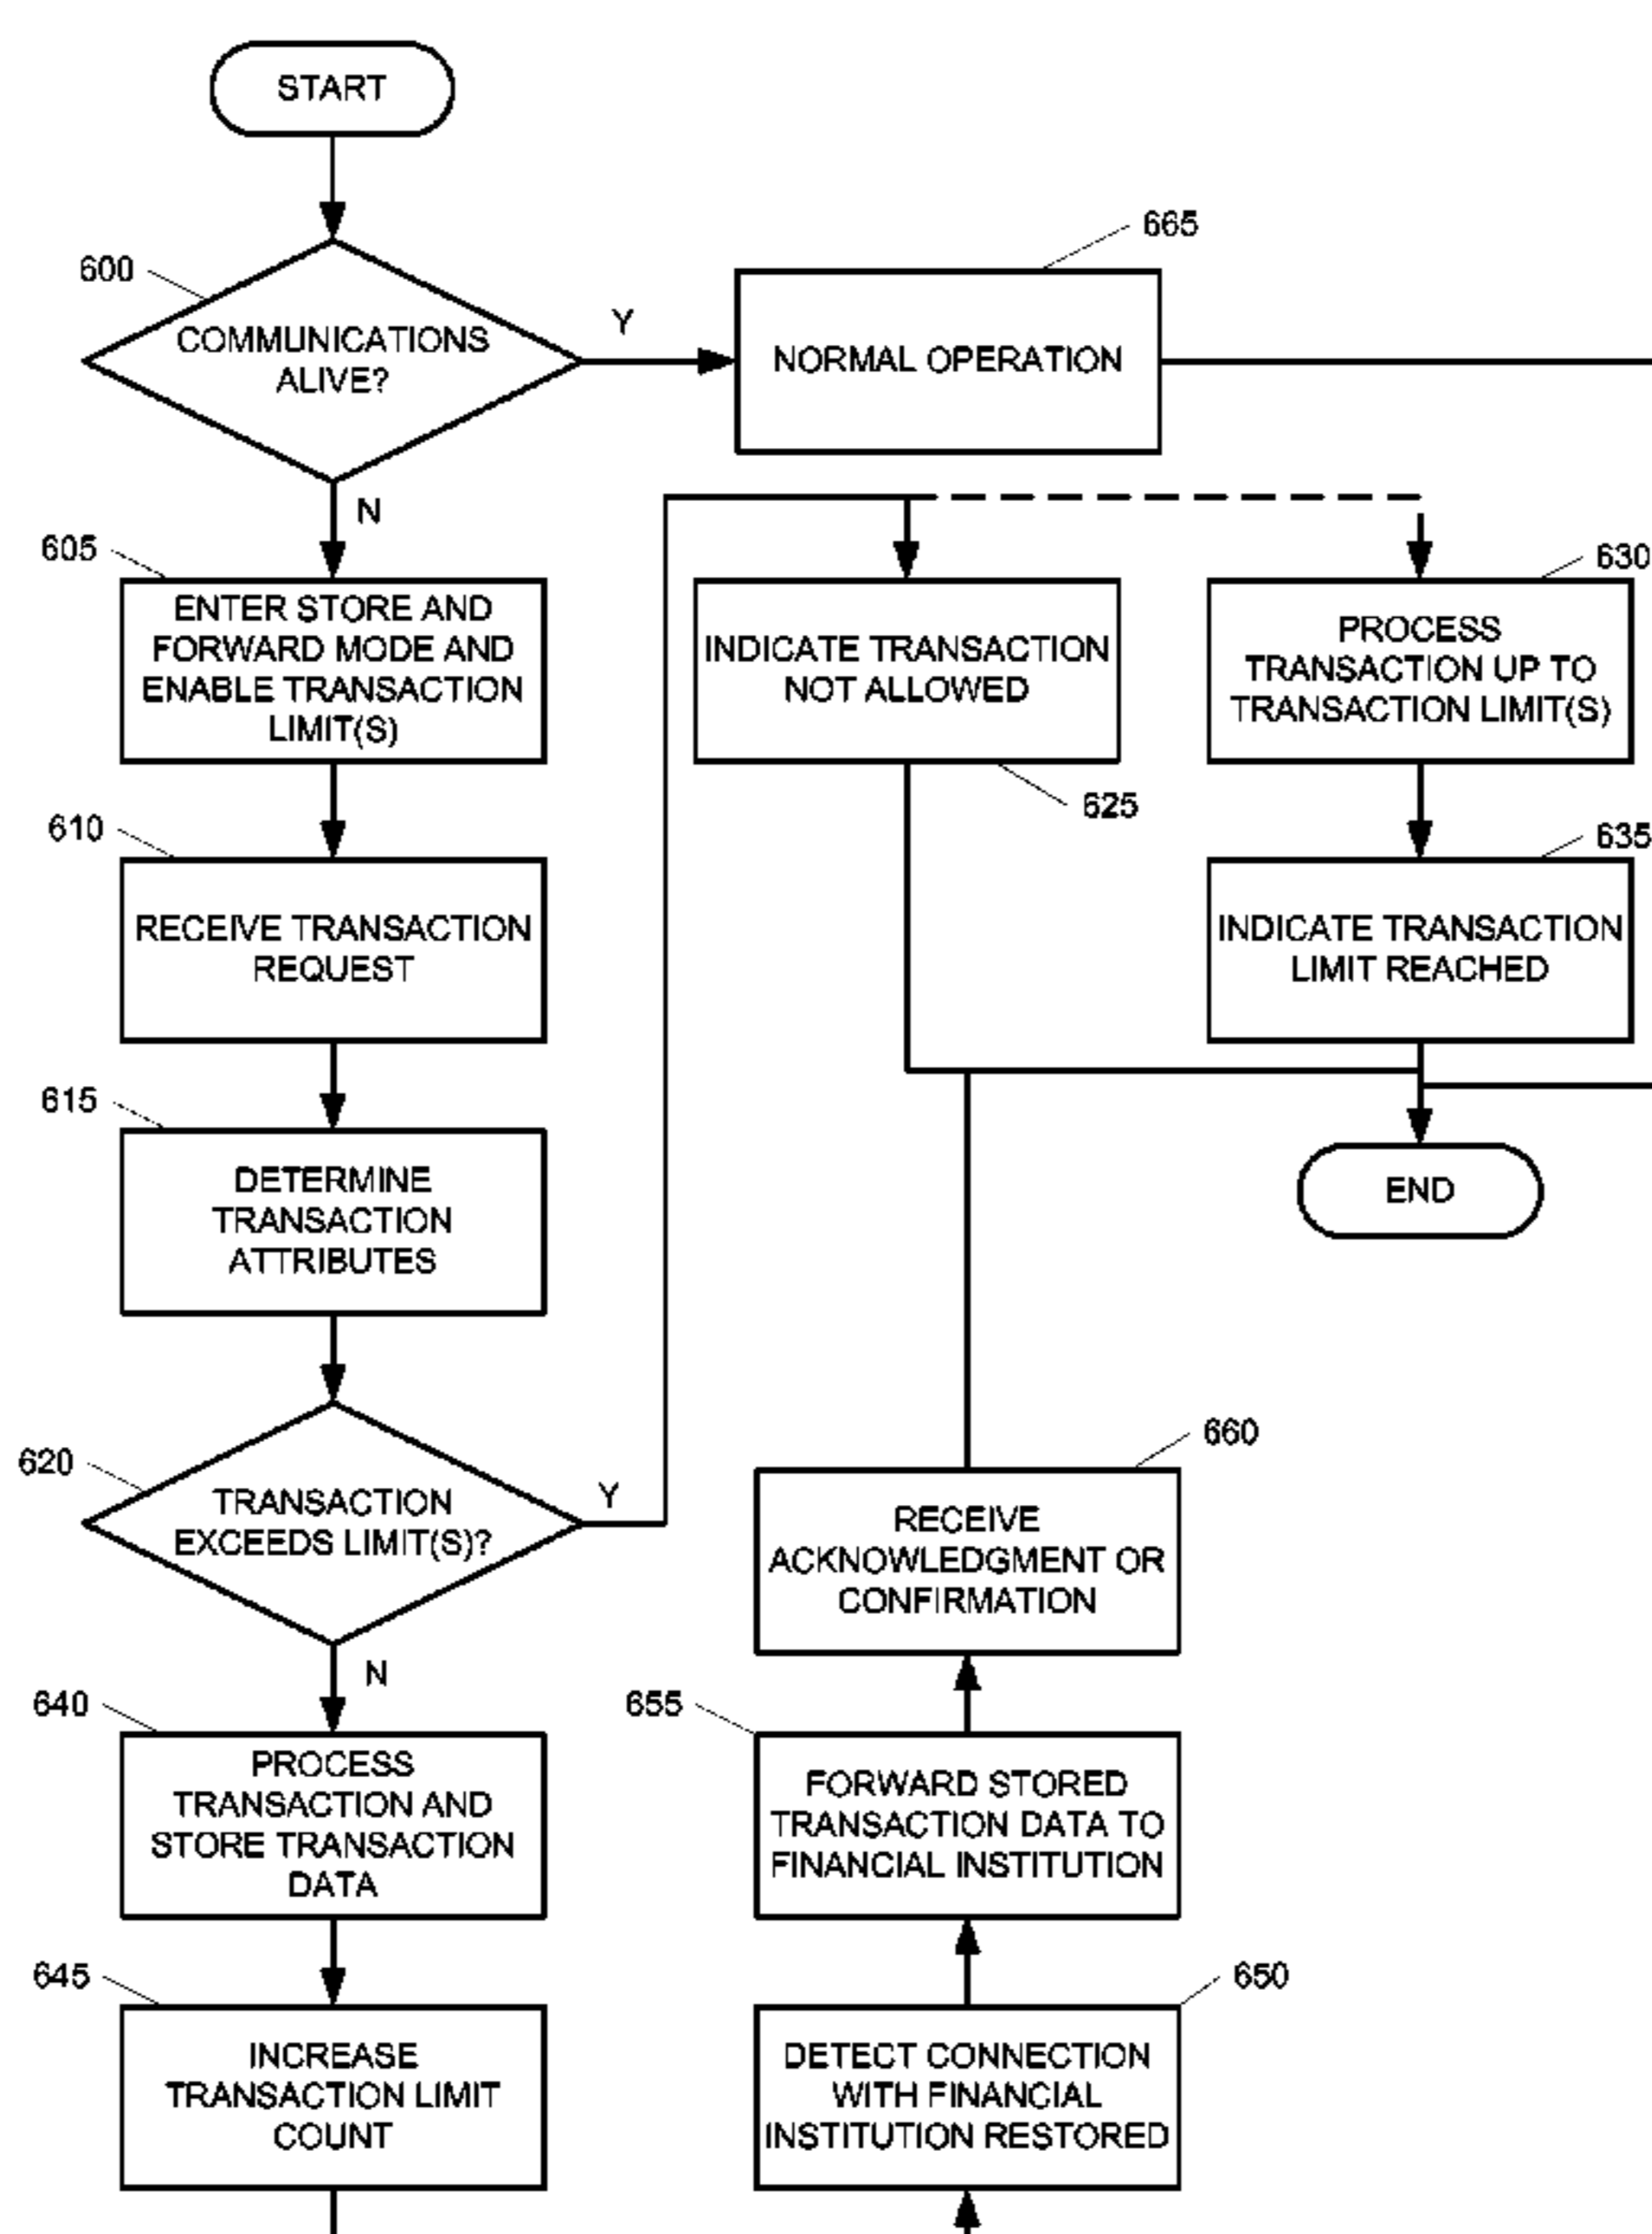 START
600
COMMUNICATIONS
ALIVE?
Y
665
NORMAL OPERATION
N
605
ENTER STORE AND
FORWARD MODE AND
ENABLE TRANSACTION
LIMIT(S)
INDICATE TRANSACTION
NOT ALLOWED
625
630
PROCESS
TRANSACTION UP TO
TRANSACTION LIMIT(S)
610
RECEIVE TRANSACTION
REQUEST
635
INDICATE TRANSACTION
LIMIT REACHED
615
DETERMINE
TRANSACTION
ATTRIBUTES
END
620
TRANSACTION
EXCEEDS LIMIT(S)?
Y
N
660
RECEIVE
ACKNOWLEDGMENT OR
CONFIRMATION
640
PROCESS
TRANSACTION AND
STORE TRANSACTION
DATA
655
FORWARD STORED
TRANSACTION DATA TO
FINANCIAL INSTITUTION
645
INCREASE
TRANSACTION LIMIT
COUNT
650
DETECT CONNECTION
WITH FINANCIAL
INSTITUTION RESTORED